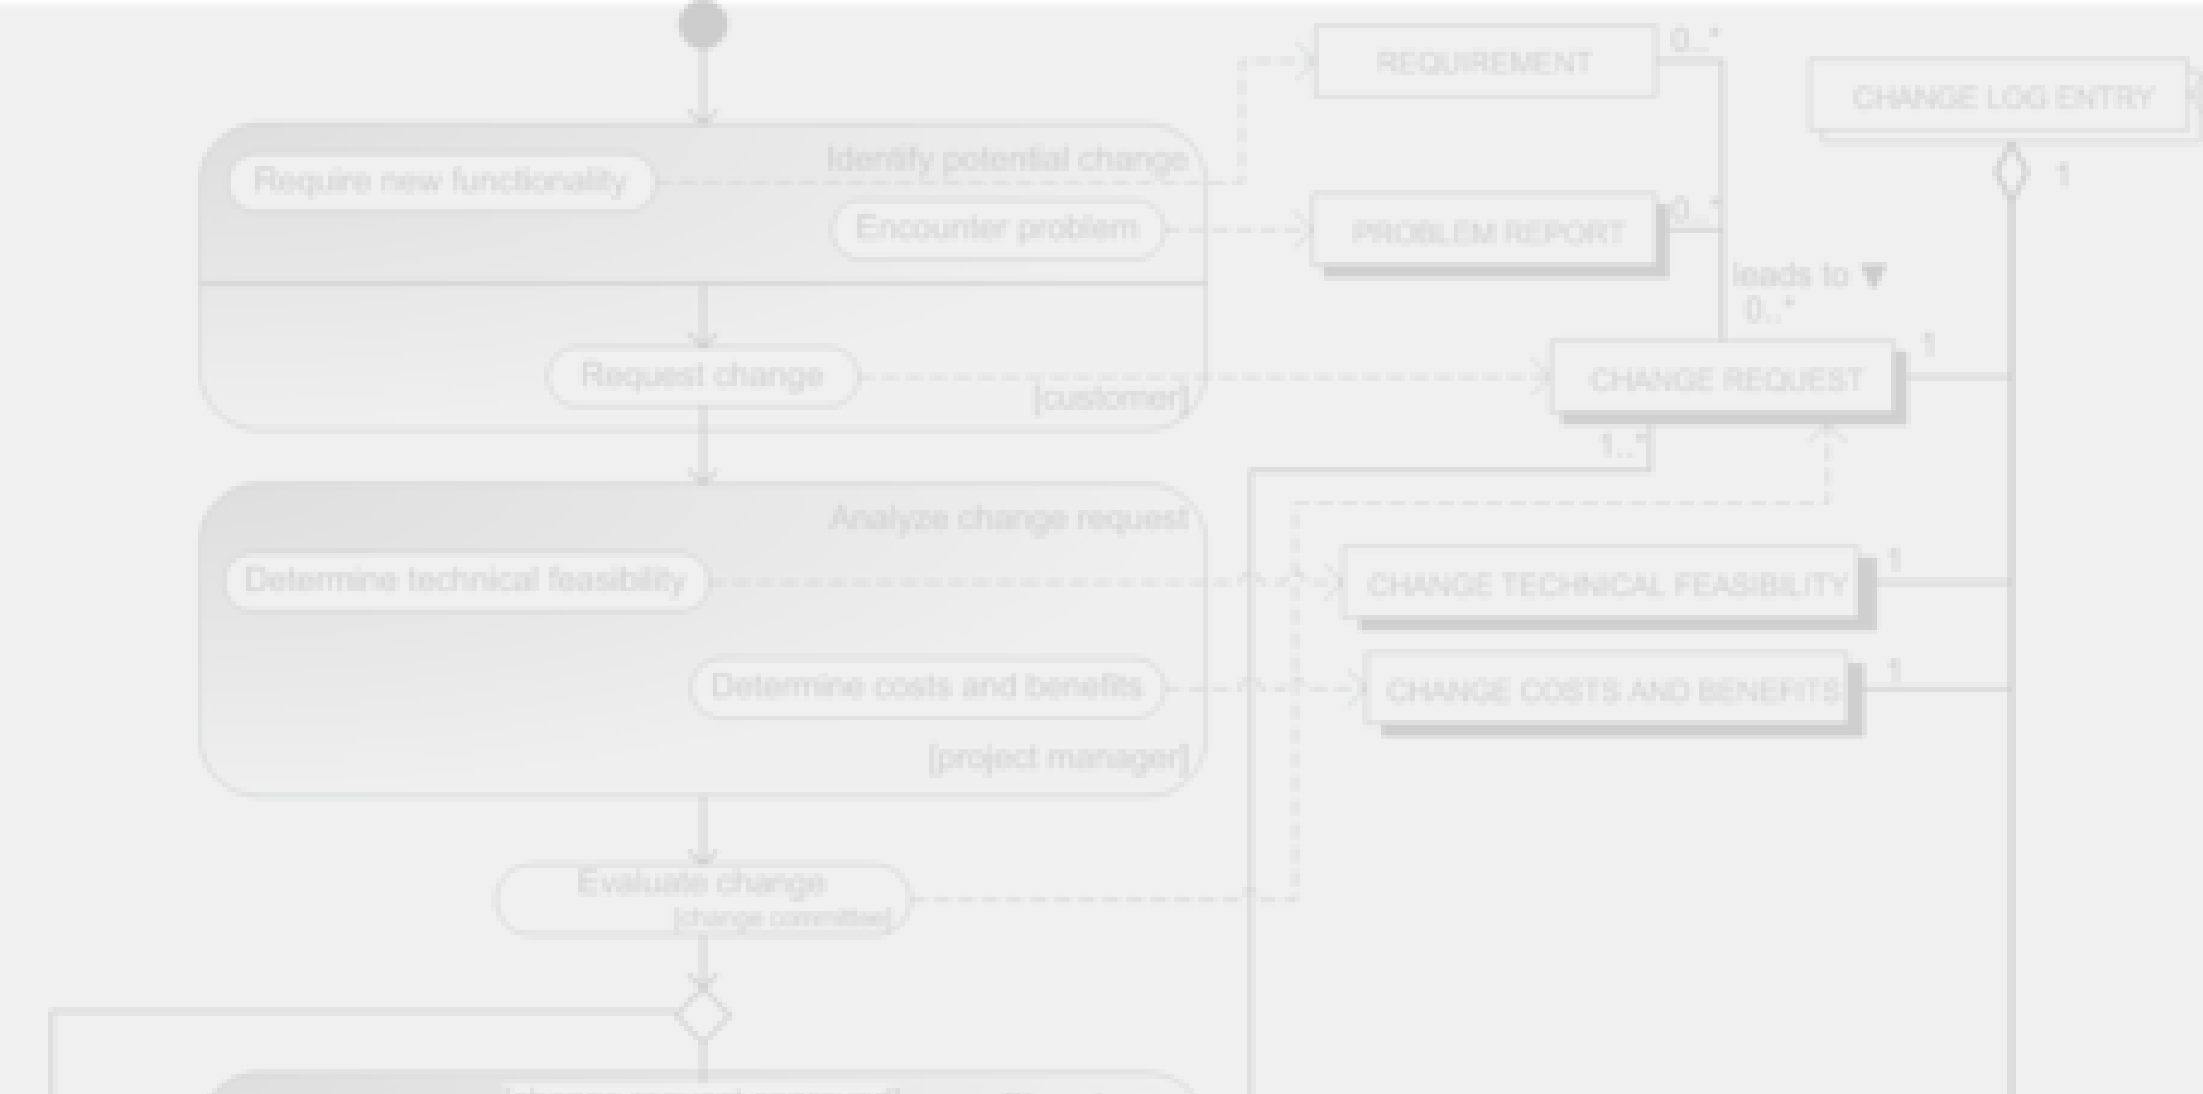 REQUIREMENT
0..*
CHANGE LOG ENTRY
Identify potential change
Require new functionality
1
Encounter problem
PROBLEM REPORT
0..*
leads to ▼
0..*
Request change
[customer]
CHANGE REQUEST
1
1..*
Analyze change request
Determine technical feasibility
CHANGE TECHNICAL FEASIBILITY
1
Determine costs and benefits
CHANGE COSTS AND BENEFITS
1
[project manager]
Evaluate change
[change committee]